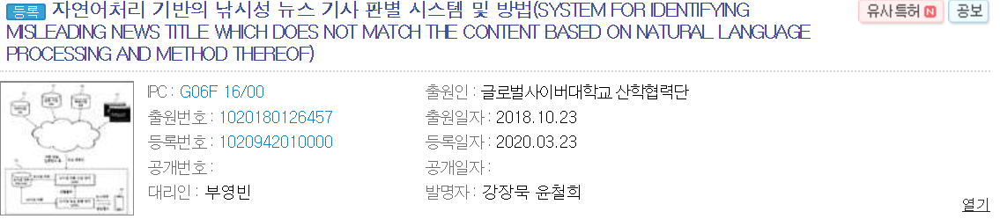 등록 자연어처리 기반의 낚시성 뉴스 기사 판별 시스템 및 방법(SYSTEM FOR IDENTIFYING
유사특허 N 공보
MISLEADING NEWS TITLE WHICH DOES NOT MATCH THE CONTENT BASED ON NATURAL LANGUAGE
PROCESSING AND METHOD THEREOF)
IPC : G06F 16/00 출원인 : 글로벌사이버대학교 산학협력단
출원번호 : 1020180126457 출원일자 : 2018.10.23
등록번호 : 1020942010000 등록일자 : 2020.03.23
공개번호 : 공개일자 :
대리인 : 부영빈 발명자 : 강장묵 윤철희
열기